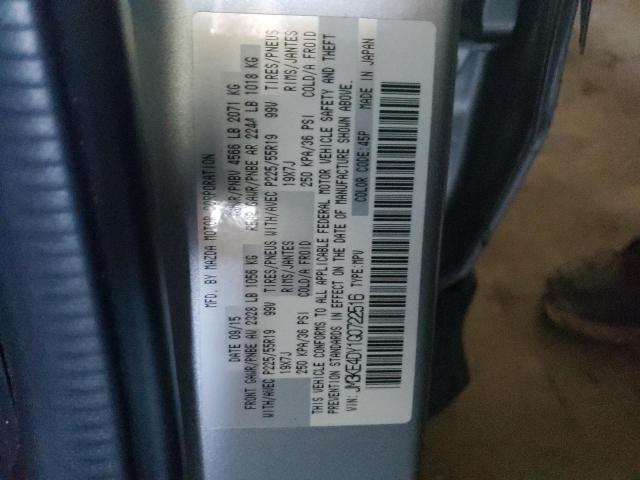 MFD. BY MAZDA MOTOR CORPORATION
DATE 09/15 GVWR/PNBV 4566 LB 2071 KG
FRONT GAWR/PNBE AV 2328 LB 1056 KG REAR GAWR/PNBE AR 2244 LB 1018 KG
WITH/AVEC P225/55R19 99V TIRES/PNEUS WITH/AVEC P225/55R19 99V TIRES/PNEUS
19X7J RIMS/JANTES 19X7J RIMS/JANTES
250 KPA/36 PSI COLD/A FROID 250 KPA/36 PSI COLD/A FROID
THIS VEHICLE CONFORMS TO ALL APPLICABLE FEDERAL MOTOR VEHICLE SAFETY AND THEFT
PREVENTION STANDARDS IN EFFECT ON THE DATE OF MANUFACTURE SHOWN ABOVE.
VIN: JM3KE4DY1G0722516 TYPE:MPV COLOR CODE:45P MADE IN JAPAN